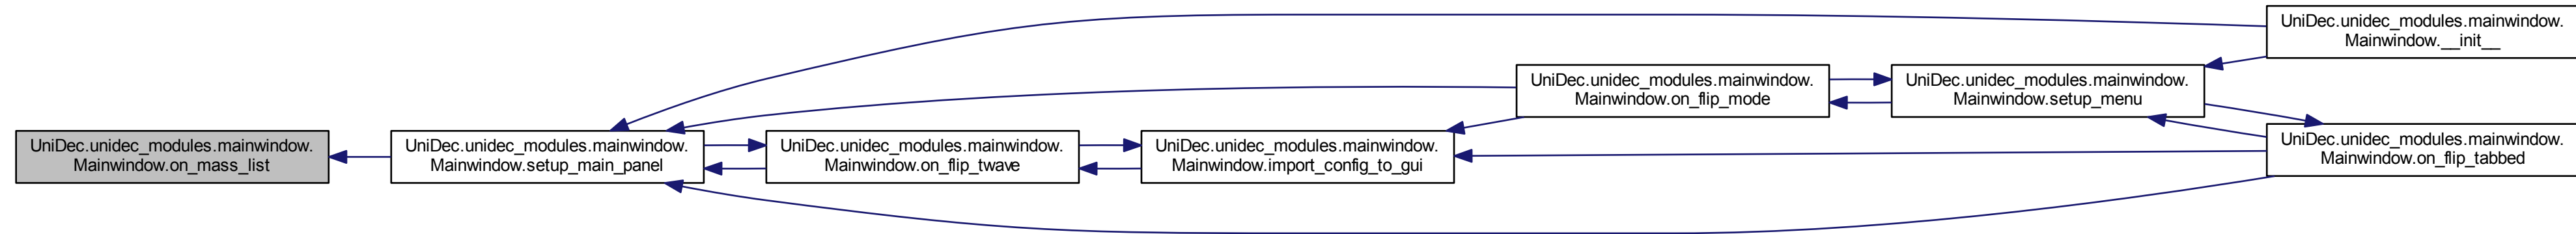 UniDec.unidec_modules.mainwindow.
Mainwindow.on_mass_list
UniDec.unidec_modules.mainwindow.
Mainwindow.setup_main_panel
UniDec.unidec_modules.mainwindow.
Mainwindow.on_flip_twave
UniDec.unidec_modules.mainwindow.
Mainwindow.import_config_to_gui
UniDec.unidec_modules.mainwindow.
Mainwindow.on_flip_mode
UniDec.unidec_modules.mainwindow.
Mainwindow.setup_menu
UniDec.unidec_modules.mainwindow.
Mainwindow.__init__
UniDec.unidec_modules.mainwindow.
Mainwindow.on_flip_tabbed